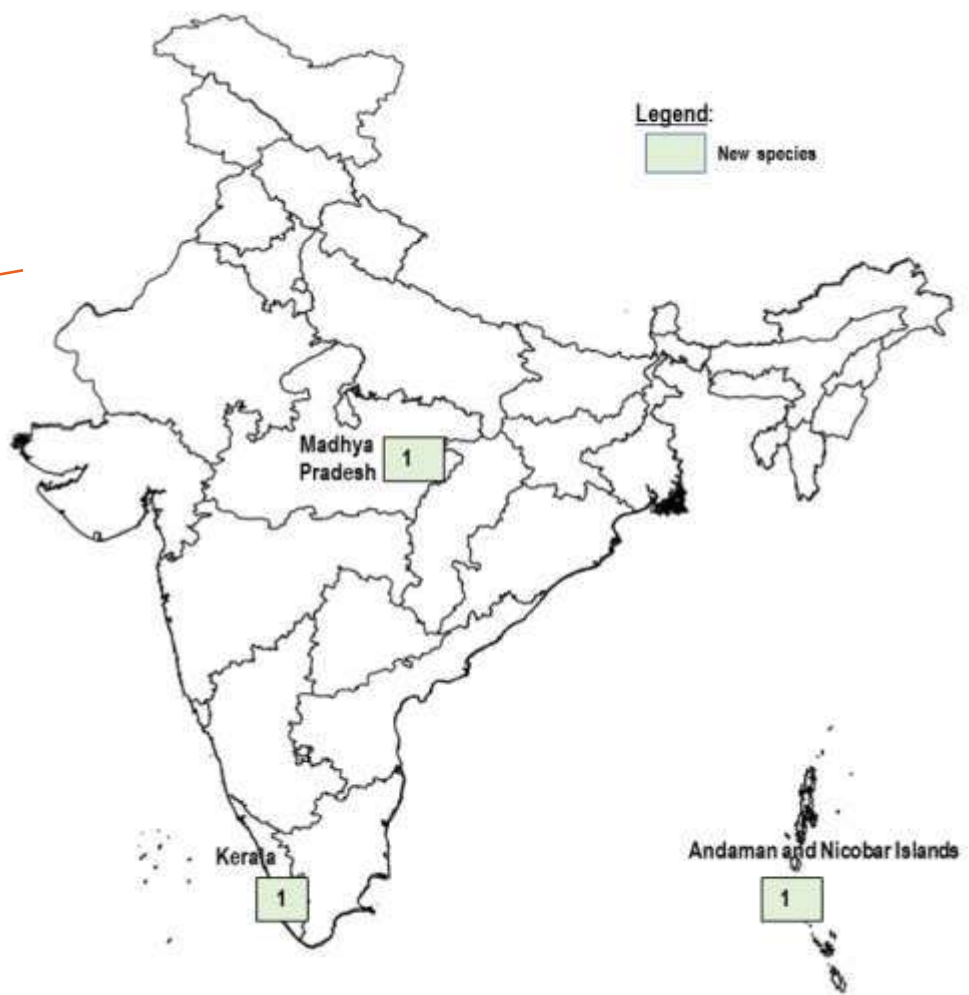 Legend:
New species
Madhya
Pradesh
1
Kerala
1
Andaman and Nicobar Islands
1